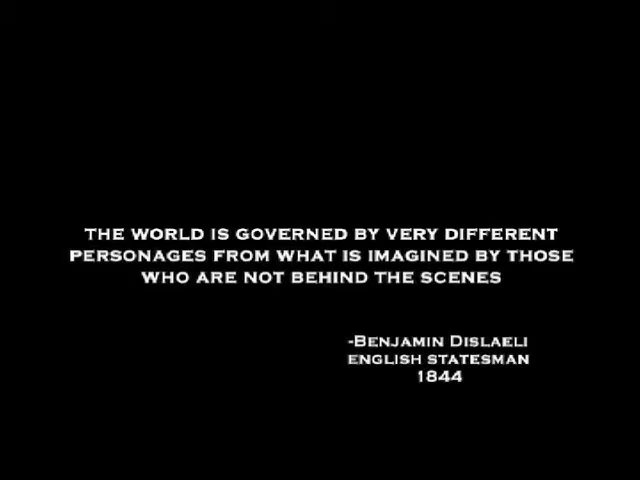 THE WORLD IS GOVERNED BY VERY DIFFERENT
PERSONAGES FROM WHAT IS IMAGINED BY THOSE
WHO ARE NOT BEHIND THE SCENES
-BENJAMIN DISLAELI
ENGLISH STATESMAN
1844